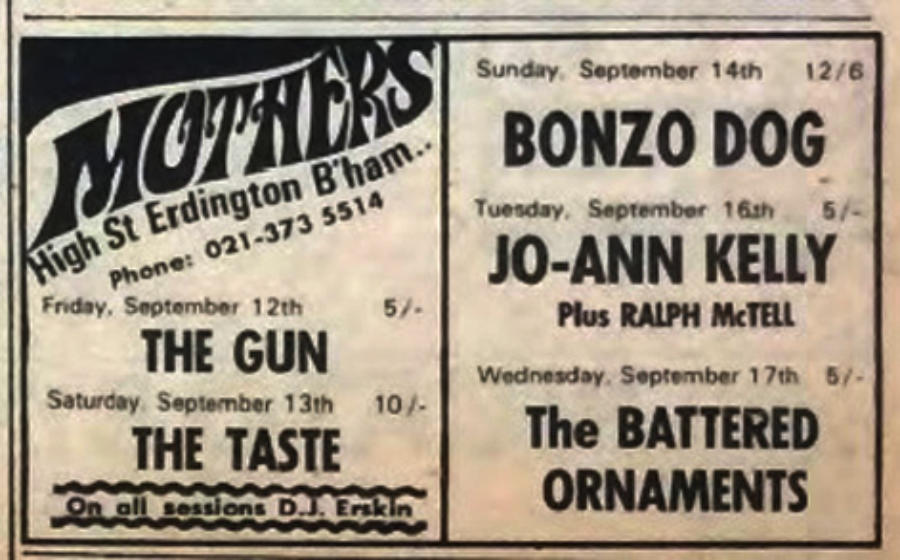 MOTHERS
High St Erdington B'ham..
Phone: 021-373 5514
Friday, September 12th 5/-
THE GUN
Saturday, September 13th 10/-
THE TASTE
On all sessions D.J. Erskin
Sunday, September 14th 12/6
BONZO DOG
Tuesday, September 16th 5/-
JO-ANN KELLY
Plus RALPH McTELL
Wednesday, September 17th 5/-
The BATTERED
ORNAMENTS